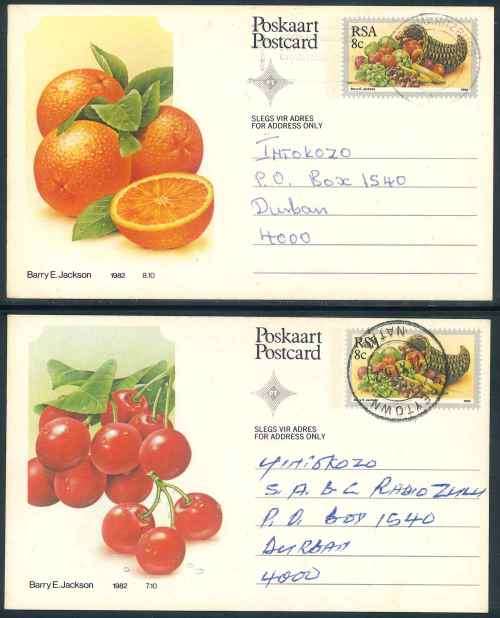 Poskaart
Postcard
RSA
8c
SLEGS VIR ADRES
FOR ADDRESS ONLY
INTOKOZO
P.O. Box 1540
Durban
4000
Barry E. Jackson 1982 8.10
Poskaart
Postcard
RSA
8c
SLEGS VIR ADRES
FOR ADDRESS ONLY
S.A.B.C RADIO ZULU
P.O BOX 1540
DURBAN
4000
Barry E. Jackson 1982 7.10